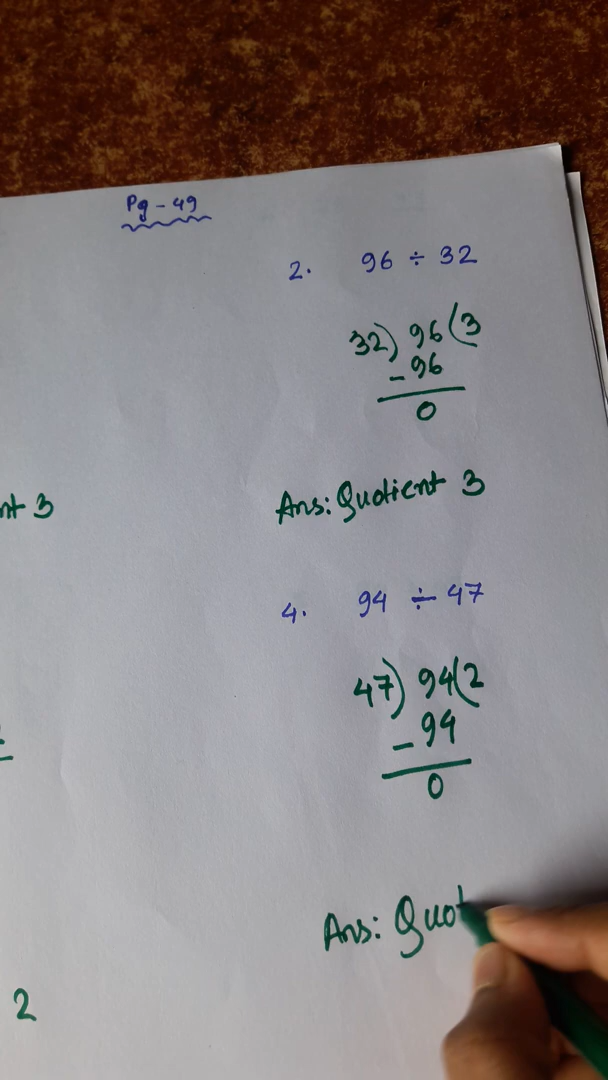 Pg - 49
2. 96 ÷ 32
32) 96 (3
- 96
0
nt 3
Ans: Quotient 3
4. 94 ÷ 47
47) 94 (2
- 94
0
Ans: Quot
2